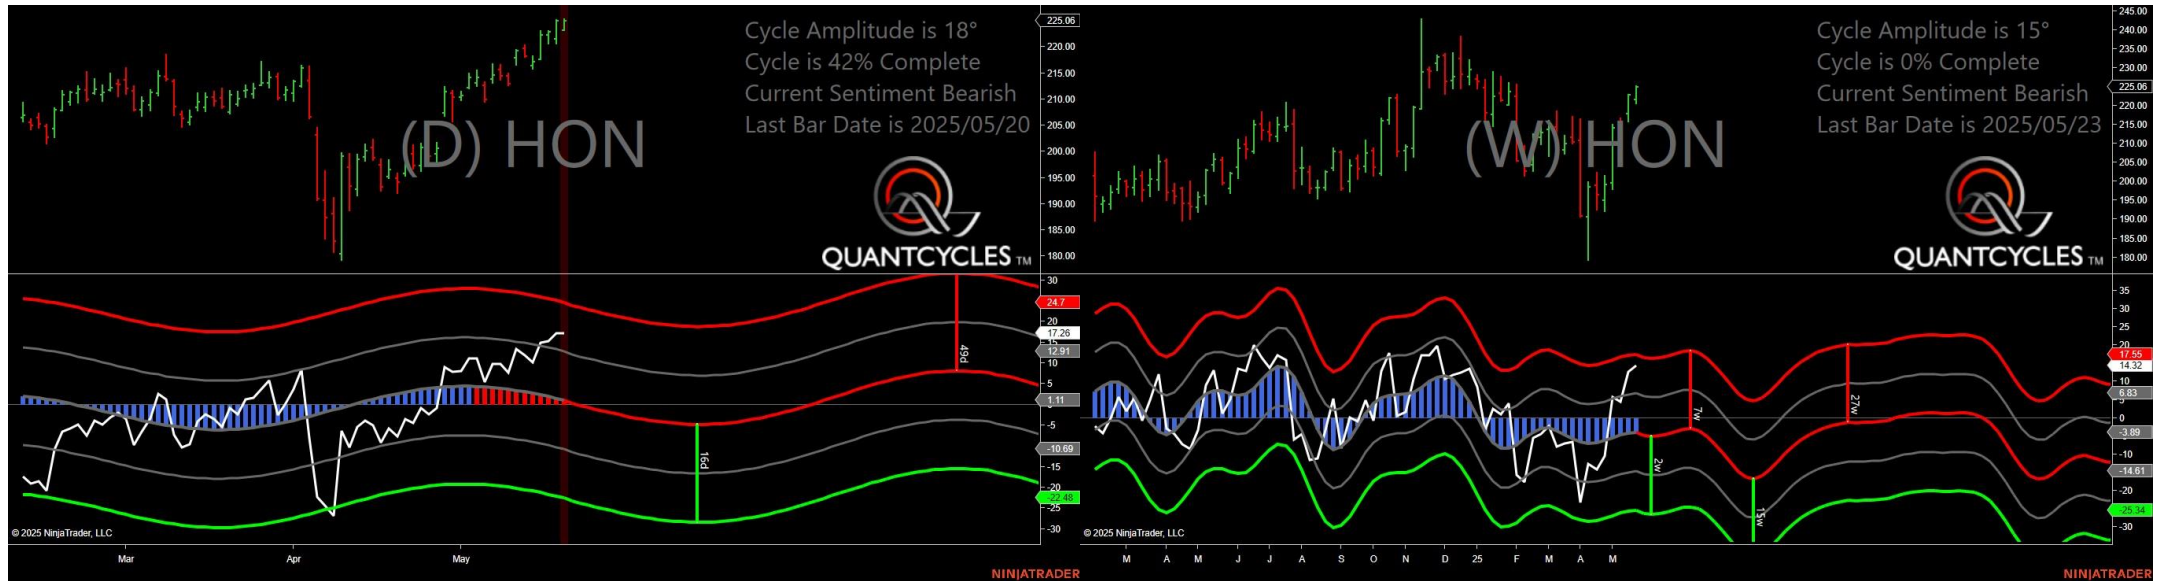 Cycle Amplitude is 18°
Cycle is 42% Complete
Current Sentiment Bearish
Last Bar Date is 2025/05/20
(D) HON
QUANTCYCLES TM
225.06
220.00
215.00
210.00
205.00
200.00
195.00
190.00
185.00
180.00
30
24.7
20
17.26
15
12.91
10
5
1.11
-5
-10.69
-15
-20
-22.48
-25
-30
49d
16d
© 2025 NinjaTrader, LLC
Mar
Apr
May
NINJATRADER
Cycle Amplitude is 15°
Cycle is 0% Complete
Current Sentiment Bearish
Last Bar Date is 2025/05/23
(W) HON
QUANTCYCLES TM
245.00
240.00
235.00
230.00
225.06
220.00
215.00
210.00
205.00
200.00
195.00
190.00
185.00
180.00
35
30
25
20
17.55
14.32
10
6.83
0
-3.89
-10
-14.61
-20
-25.34
-30
2w
7w
15w
27w
© 2025 NinjaTrader, LLC
M
A
M
J
J
A
S
O
N
D
25
F
M
A
M
NINJATRADER